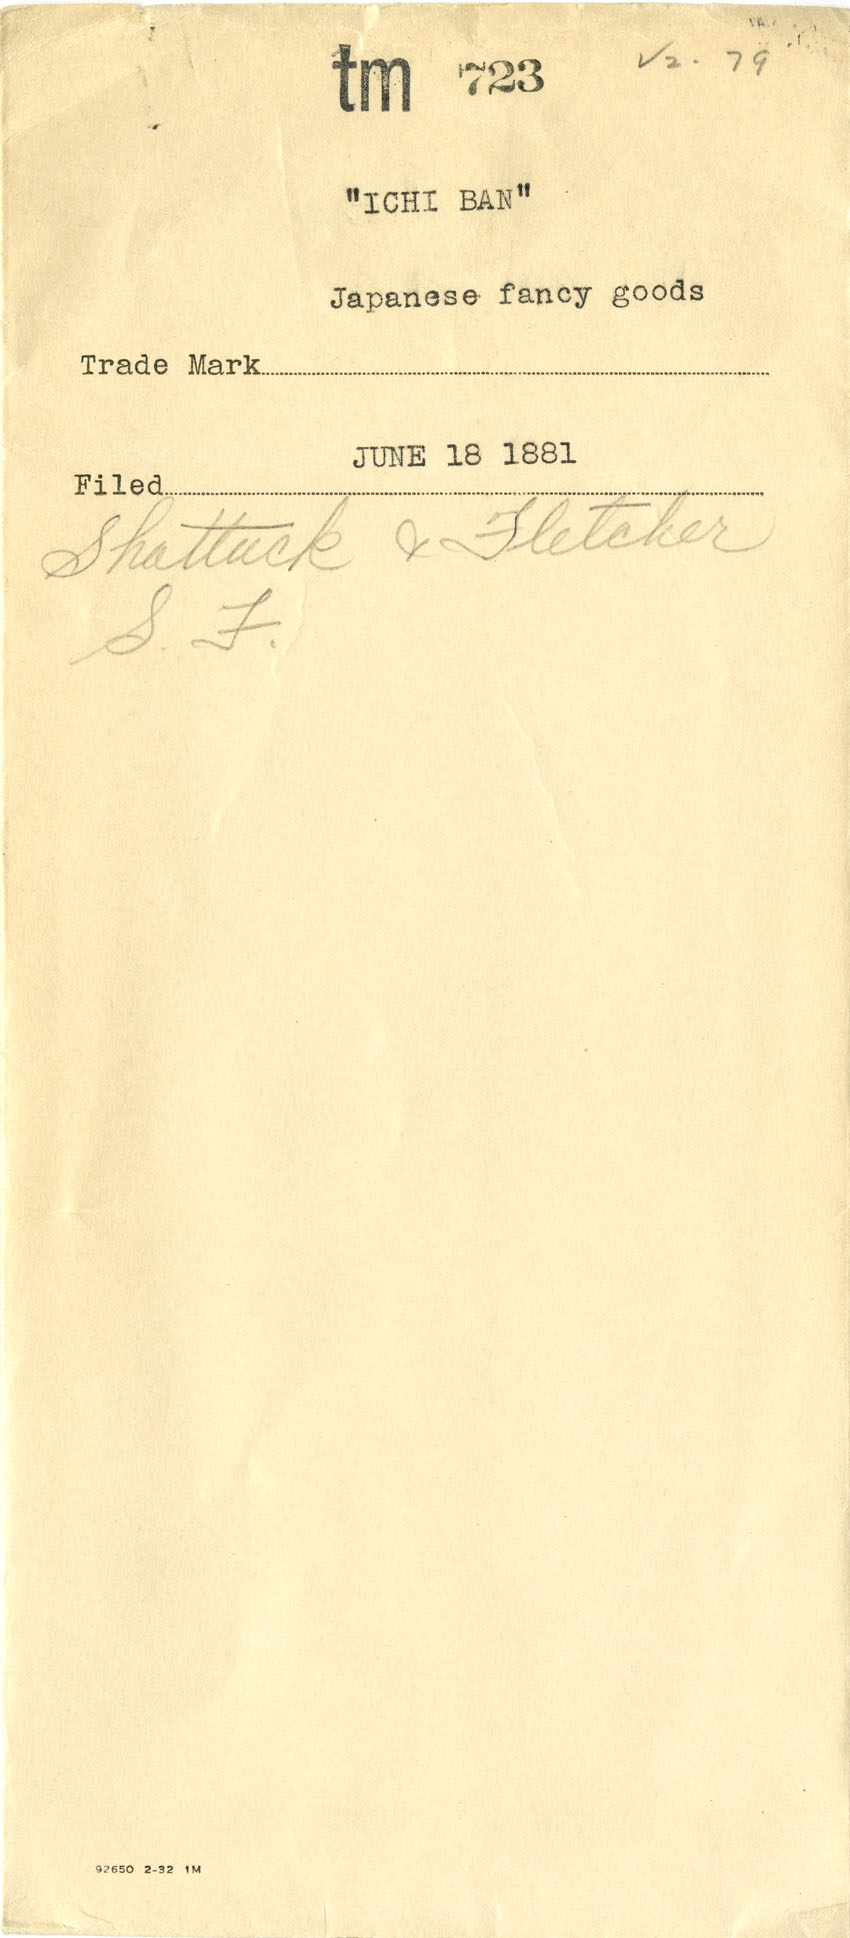 tm 723 V2. 79
"ICHI BAN"
Japanese fancy goods
Trade Mark
JUNE 18 1881
Filed
Shattuck & Fletcher
S. F.
92650 2-32 1M